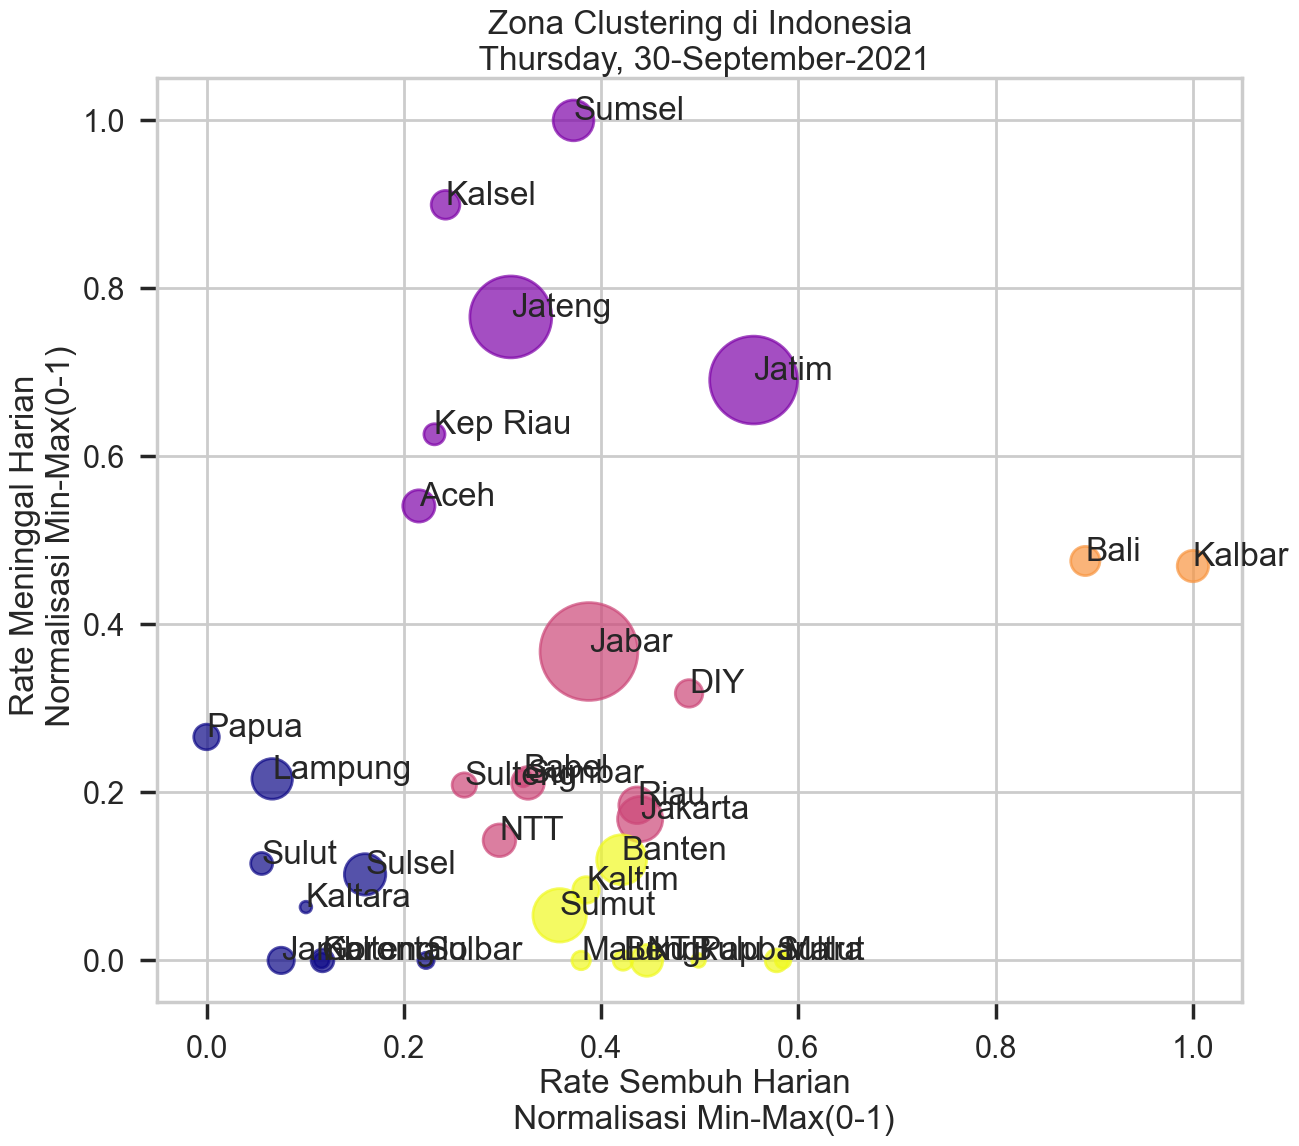 Zona Clustering di Indonesia
Thursday, 30-September-2021
Rate Meninggal Harian
Normalisasi Min-Max(0-1)
1.0
0.8
0.6
0.4
0.2
0.0
Sumsel
Kalsel
Jateng
Jatim
Kep Riau
Aceh
Bali
Kalbar
Jabar
DIY
Papua
Lampung
Sulteng
Babel
Sumbar
Riau
Jakarta
NTT
Banten
Sulut
Sulsel
Kaltim
Kaltara
Sumut
Sulbar
0.0
0.2
0.4
0.6
0.8
1.0
Rate Sembuh Harian
Normalisasi Min-Max(0-1)